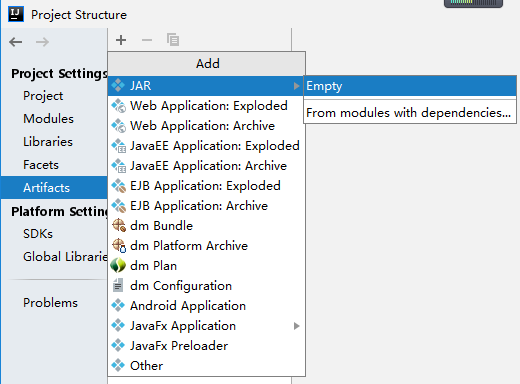 IJ Project Structure
Project Settings
Project
Modules
Libraries
Facets
Artifacts
Platform Settin
SDKs
Global Librarie
Problems
Add
JAR
Web Application: Exploded
Web Application: Archive
JavaEE Application: Exploded
JavaEE Application: Archive
EJB Application: Exploded
EJB Application: Archive
dm Bundle
dm Platform Archive
dm Plan
dm Configuration
Android Application
JavaFx Application
JavaFx Preloader
Other
Empty
From modules with dependencies...